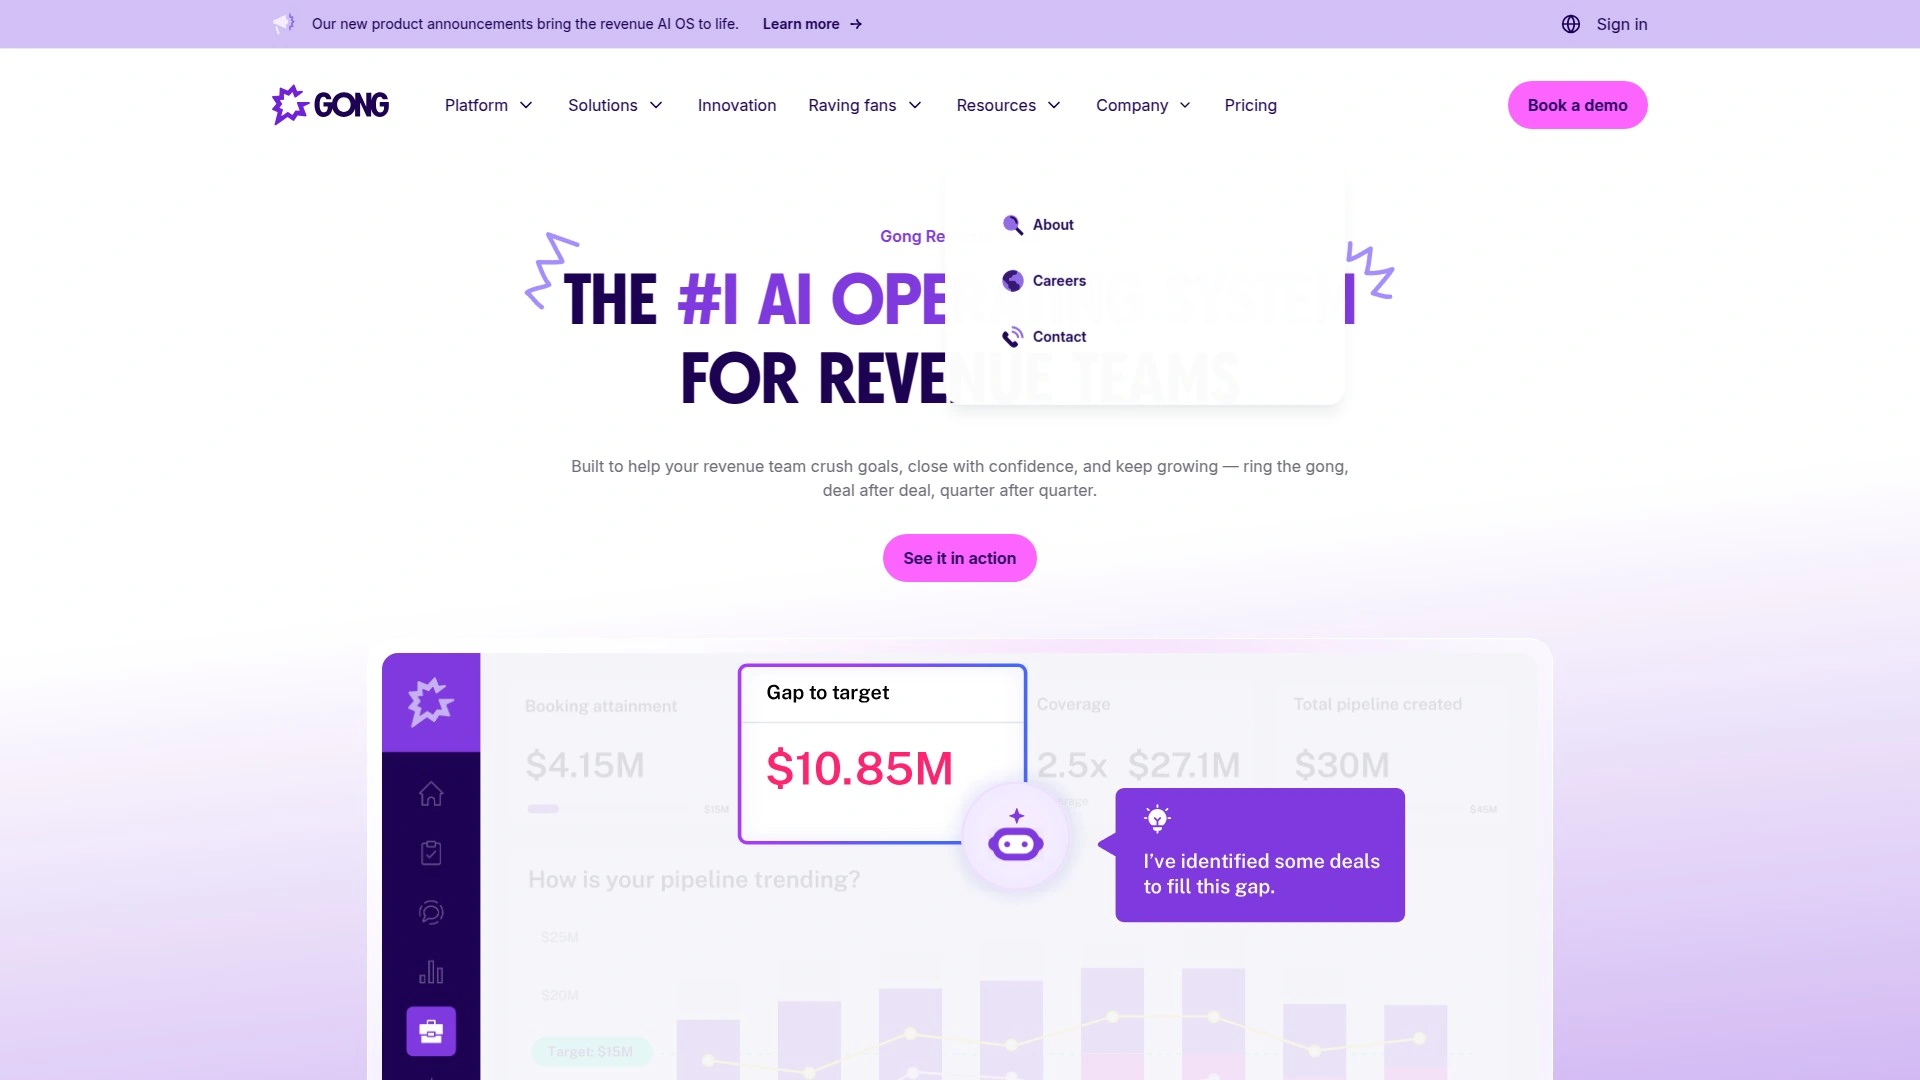 Our new product announcements bring the revenue AI OS to life. Learn more
Sign in
GONG
Platform
Solutions
Innovation
Raving fans
Resources
Company
Pricing
Book a demo
About
Careers
Contact
Gong Re
THE #1 AI OPERATING SYSTEM
FOR REVENUE TEAMS
Built to help your revenue team crush goals, close with confidence, and keep growing — ring the gong,
deal after deal, quarter after quarter.
See it in action
Booking attainment
$4.15M
$15M
Gap to target
$10.85M
Coverage
2.5x $27.1M
Total pipeline created
$30M
$45M
I've identified some deals
to fill this gap.
How is your pipeline trending?
$25M
$20M
Target: $15M